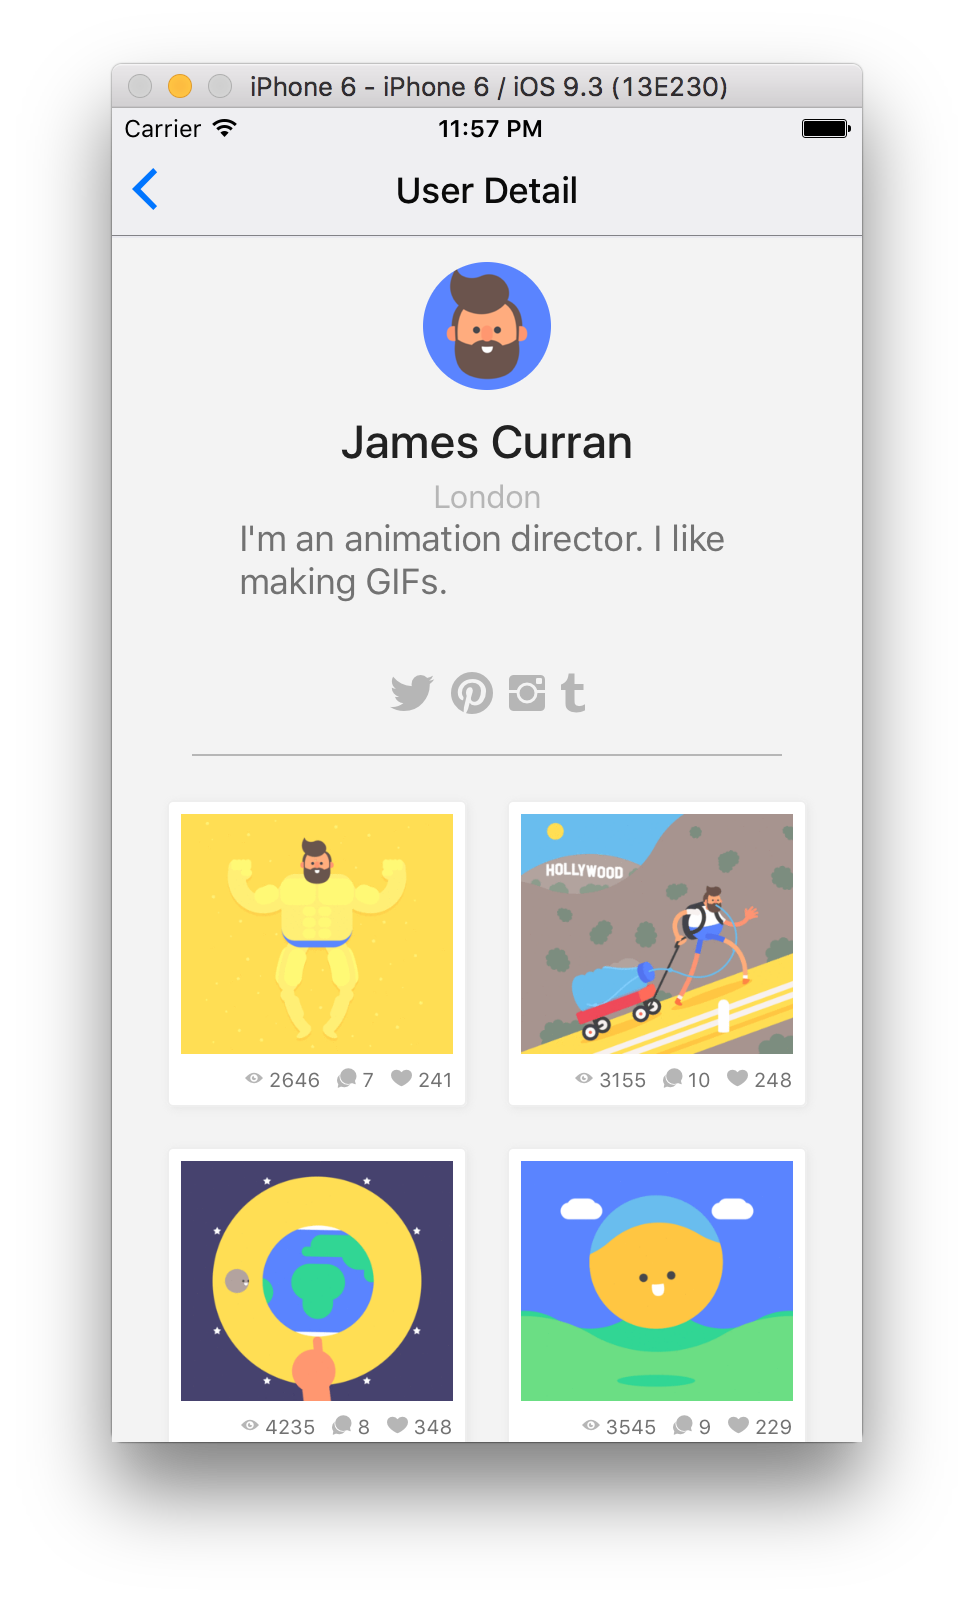 iPhone 6 - iPhone 6 / iOS 9.3 (13E230)
Carrier 11:57 PM
User Detail
James Curran
London
I'm an animation director. I like
making GIFs.
HOLLYWOOD
2646 7 241
3155 10 248
4235 8 348
3545 9 229